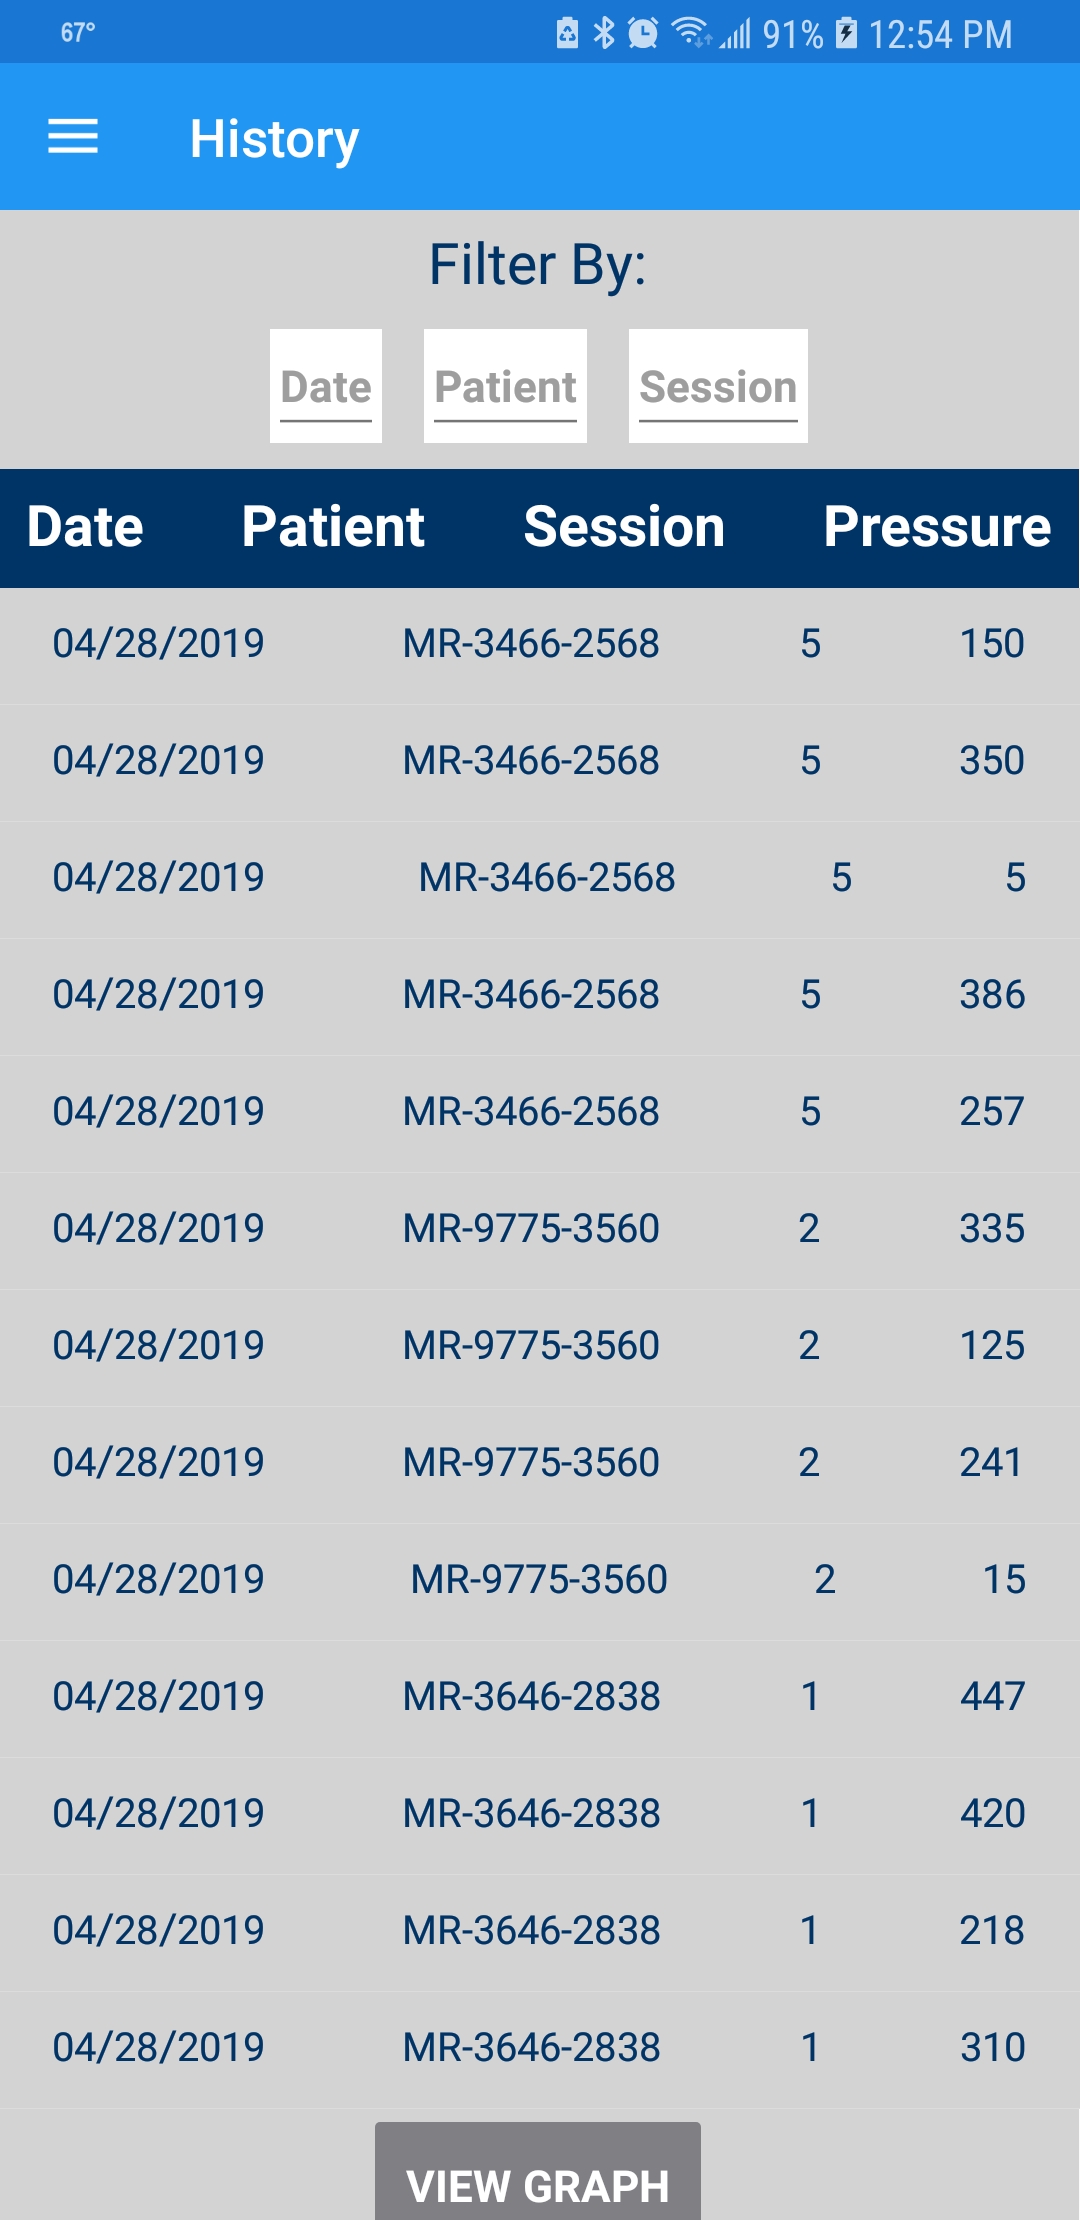 67° 91% 12:54 PM
History
Filter By:
Date Patient Session
Date Patient Session Pressure
04/28/2019 MR-3466-2568 5 150
04/28/2019 MR-3466-2568 5 350
04/28/2019 MR-3466-2568 5 5
04/28/2019 MR-3466-2568 5 386
04/28/2019 MR-3466-2568 5 257
04/28/2019 MR-9775-3560 2 335
04/28/2019 MR-9775-3560 2 125
04/28/2019 MR-9775-3560 2 241
04/28/2019 MR-9775-3560 2 15
04/28/2019 MR-3646-2838 1 447
04/28/2019 MR-3646-2838 1 420
04/28/2019 MR-3646-2838 1 218
04/28/2019 MR-3646-2838 1 310
VIEW GRAPH